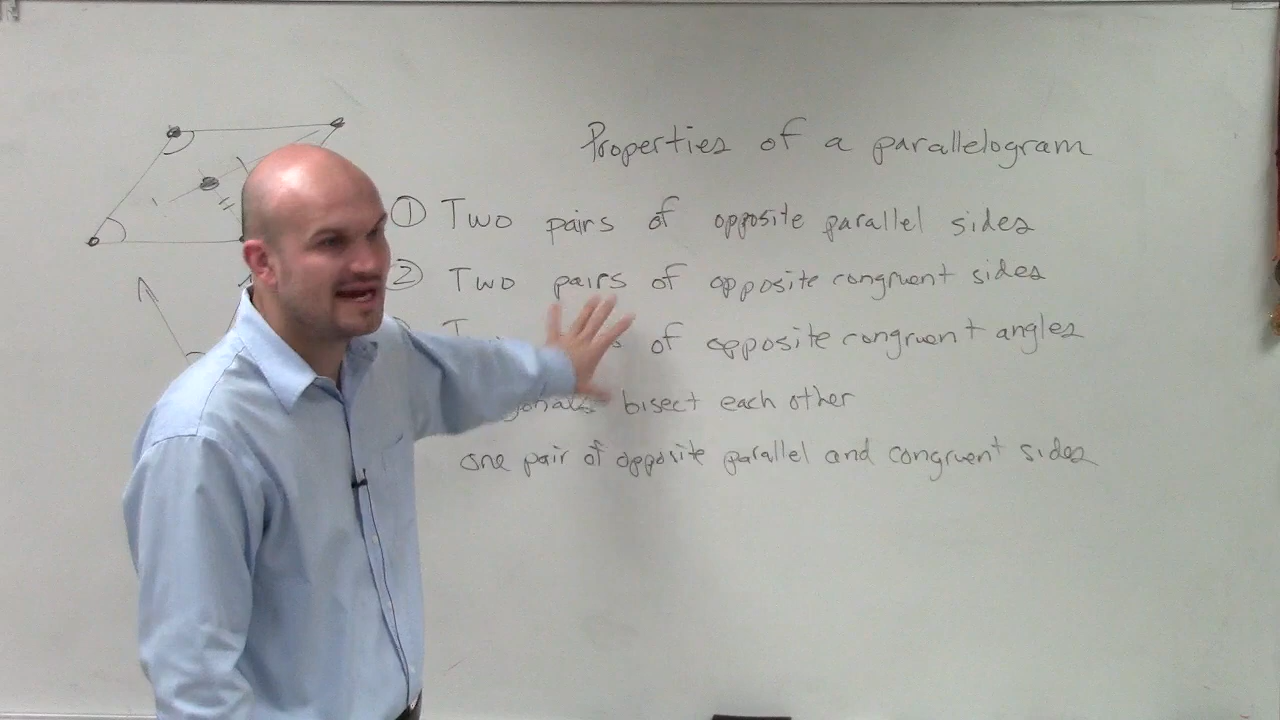 Properties of a parallelogram
① Two pairs of opposite parallel sides
② Two pairs of opposite congruent sides
of opposite congruent angles
bisect each other
one pair of opposite parallel and congruent sides